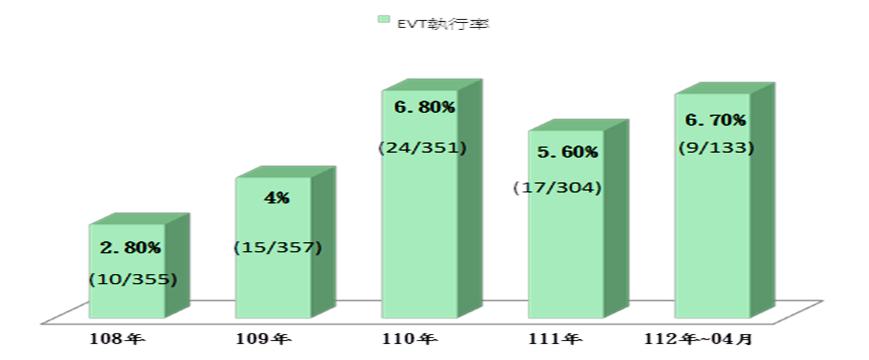 EVT執行率
6.80%
(24/351)
6.70%
(9/133)
5.60%
(17/304)
4%
(15/357)
2.80%
(10/355)
108年
109年
110年
111年
112年~04月